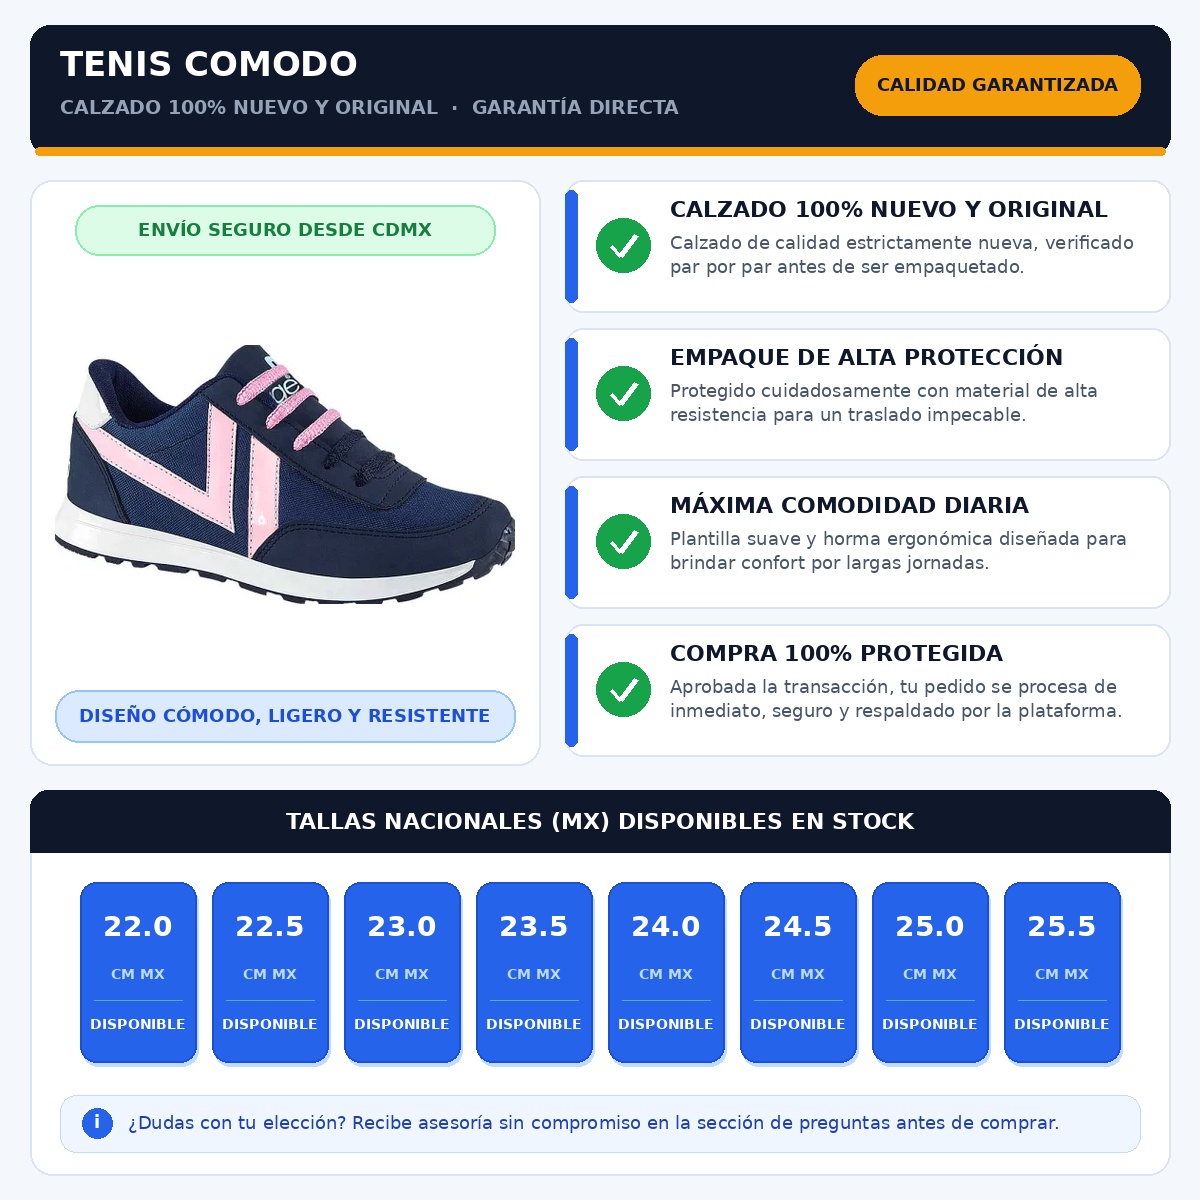 TENIS COMODO
CALZADO 100% NUEVO Y ORIGINAL · GARANTÍA DIRECTA
CALIDAD GARANTIZADA
ENVÍO SEGURO DESDE CDMX
DISEÑO CÓMODO, LIGERO Y RESISTENTE
CALZADO 100% NUEVO Y ORIGINAL
Calzado de calidad estrictamente nueva, verificado
par por par antes de ser empaquetado.
EMPAQUE DE ALTA PROTECCIÓN
Protegido cuidadosamente con material de alta
resistencia para un traslado impecable.
MÁXIMA COMODIDAD DIARIA
Plantilla suave y horma ergonómica diseñada para
brindar confort por largas jornadas.
COMPRA 100% PROTEGIDA
Aprobada la transacción, tu pedido se procesa de
inmediato, seguro y respaldado por la plataforma.
TALLAS NACIONALES (MX) DISPONIBLES EN STOCK
22.0 22.5 23.0 23.5 24.0 24.5 25.0 25.5
CM MX CM MX CM MX CM MX CM MX CM MX CM MX CM MX
DISPONIBLE DISPONIBLE DISPONIBLE DISPONIBLE DISPONIBLE DISPONIBLE DISPONIBLE DISPONIBLE
i ¿Dudas con tu elección? Recibe asesoría sin compromiso en la sección de preguntas antes de comprar.